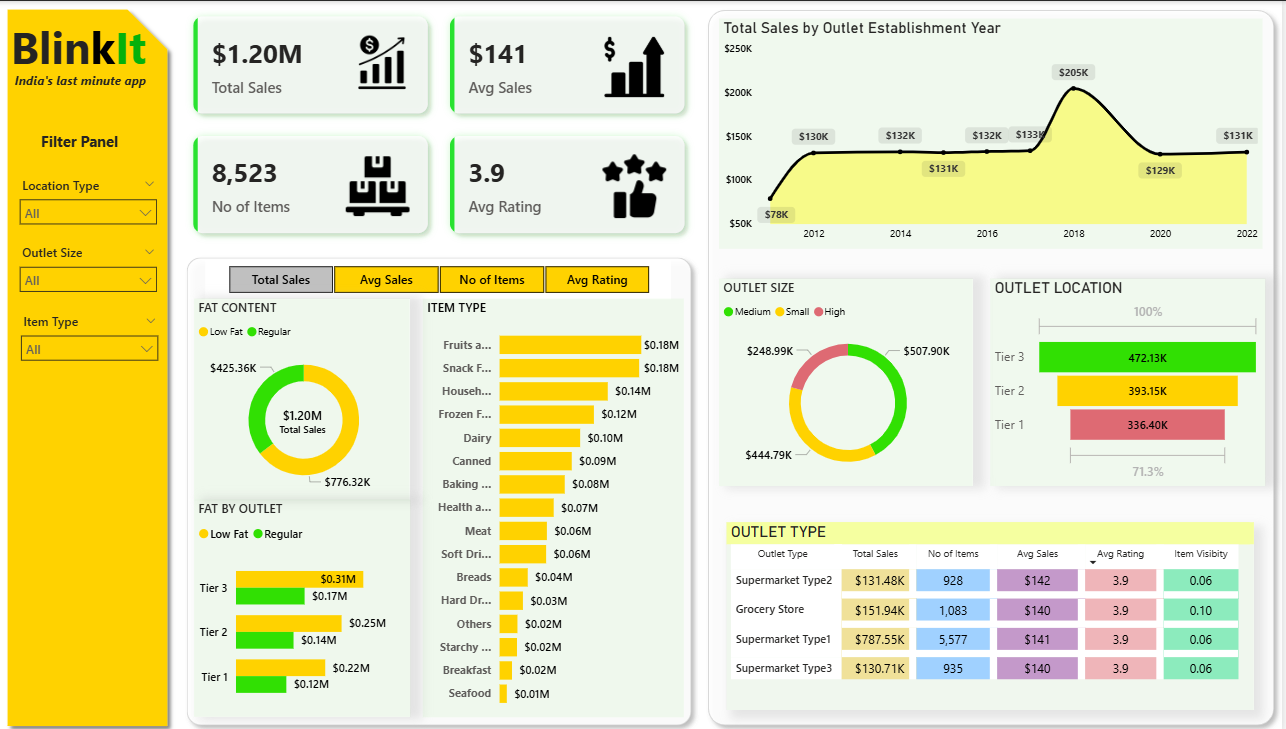 BlinkIt
India's last minute app
Filter Panel
Location Type
All
Outlet Size
All
Item Type
All
$1.20M
Total Sales
$141
Avg Sales
8,523
No of Items
3.9
Avg Rating
Total Sales Avg Sales No of Items Avg Rating
FAT CONTENT
Low Fat Regular
$425.36K
$1.20M
Total Sales
$776.32K
FAT BY OUTLET
Low Fat Regular
Tier 3 $0.31M
$0.17M
Tier 2 $0.25M
$0.14M
Tier 1 $0.22M
$0.12M
ITEM TYPE
Fruits a... $0.18M
Snack F... $0.18M
Househ... $0.14M
Frozen F... $0.12M
Dairy $0.10M
Canned $0.09M
Baking ... $0.08M
Health a... $0.07M
Meat $0.06M
Soft Dri... $0.06M
Breads $0.04M
Hard Dr... $0.03M
Others $0.02M
Starchy ... $0.02M
Breakfast $0.02M
Seafood $0.01M
Total Sales by Outlet Establishment Year
$250K
$200K
$150K
$100K
$50K
$78K
$130K
$132K
$131K
$132K
$133K
$205K
$129K
$131K
2012 2014 2016 2018 2020 2022
OUTLET SIZE
Medium Small High
$248.99K
$507.90K
$444.79K
OUTLET LOCATION
100%
Tier 3 472.13K
Tier 2 393.15K
Tier 1 336.40K
71.3%
OUTLET TYPE
Outlet Type Total Sales No of Items Avg Sales Avg Rating Item Visibity
Supermarket Type2 $131.48K 928 $142 3.9 0.06
Grocery Store $151.94K 1,083 $140 3.9 0.10
Supermarket Type1 $787.55K 5,577 $141 3.9 0.06
Supermarket Type3 $130.71K 935 $140 3.9 0.06